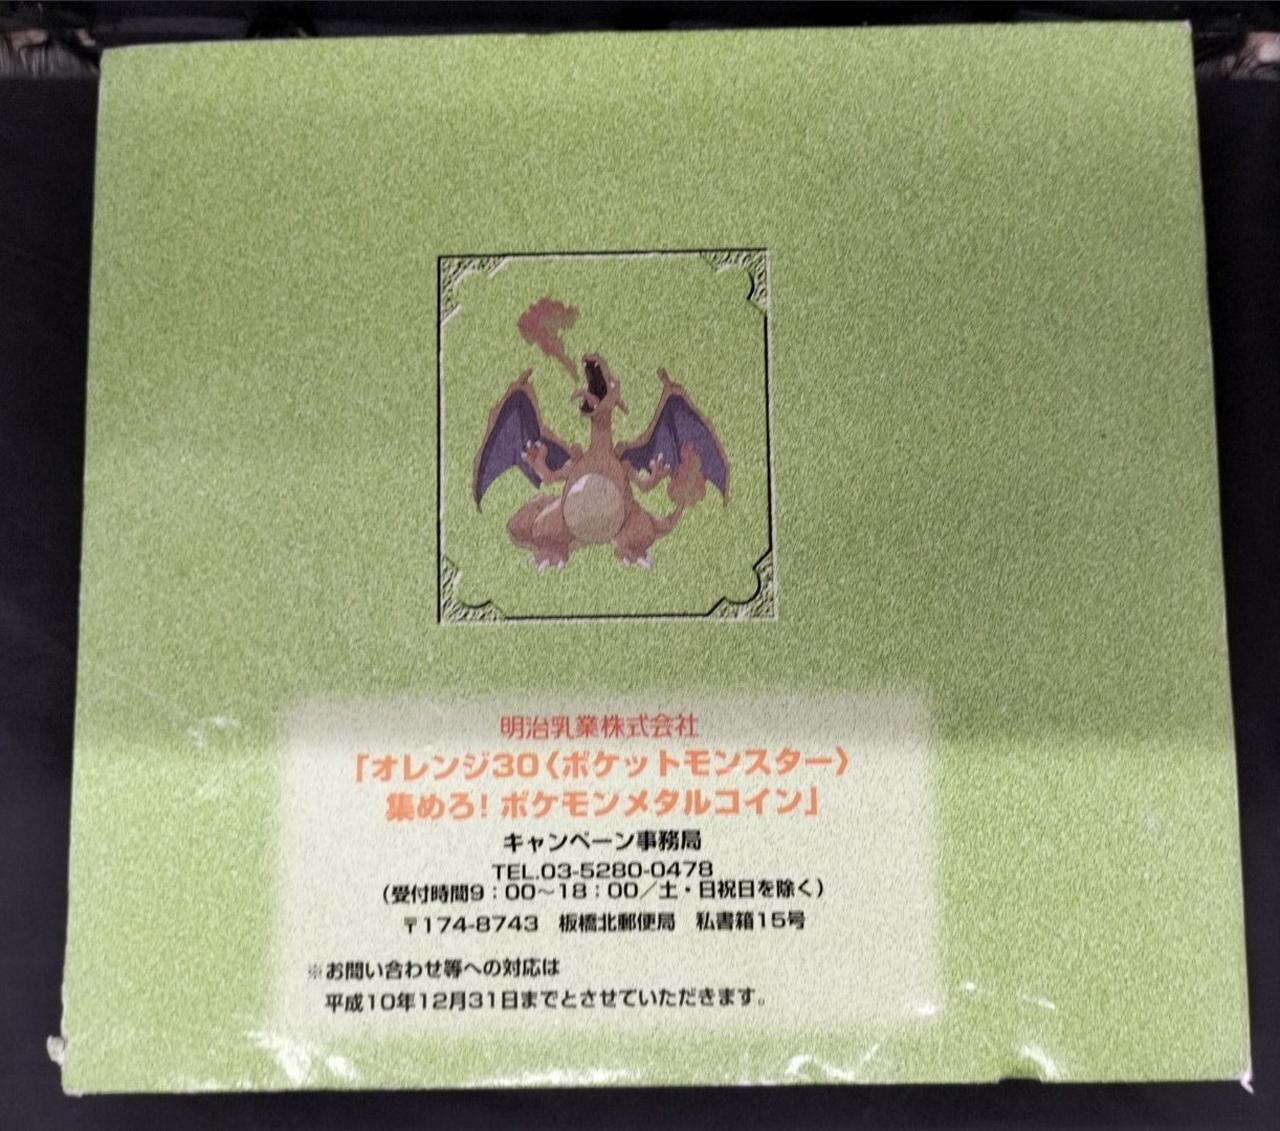 明治乳業株式会社
「オレンジ30〈ポケットモンスター〉
集めろ！ポケモンメタルコイン」
キャンペーン事務局
TEL.03-5280-0478
（受付時間9：00～18：00／土・日祝日を除く）
〒174-8743　板橋北郵便局　私書箱15号
※お問い合わせ等への対応は
平成10年12月31日までとさせていただきます。